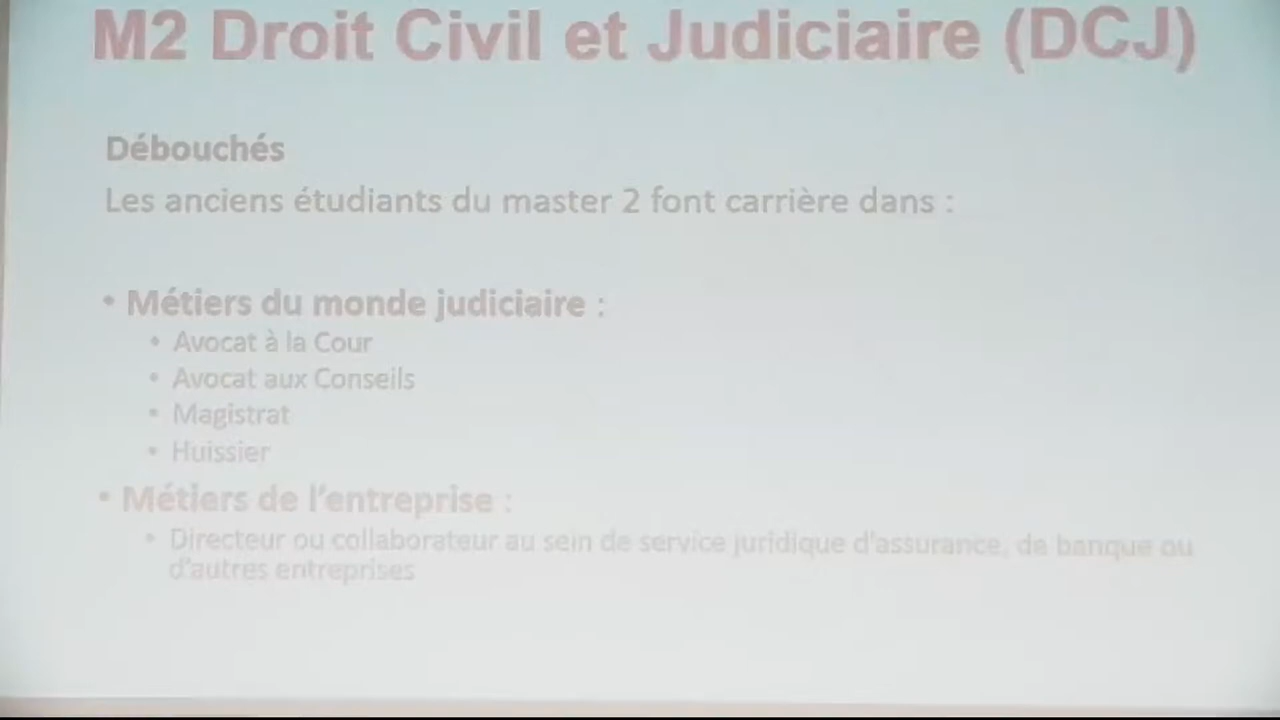 M2 Droit Civil et Judiciaire (DCJ)
Débouchés
Les anciens étudiants du master 2 font carrière dans :
• Métiers du monde judiciaire :
• Avocat à la Cour
• Avocat aux Conseils
• Magistrat
• Huissier
• Métiers de l'entreprise :
• Directeur ou collaborateur au sein de service juridique d'assurance, de banque ou
d'autres entreprises